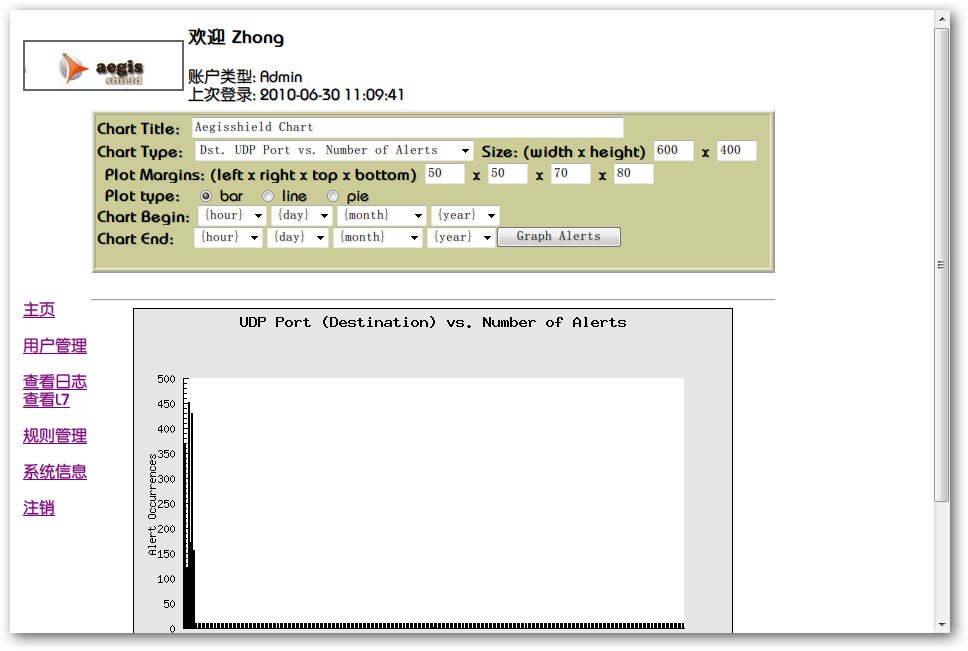 欢迎 Zhong
aegis
shield
账户类型: Admin
上次登录: 2010-06-30 11:09:41
Chart Title: Aegisshield Chart
Chart Type: Dst. UDP Port vs. Number of Alerts Size: (width x height) 600 x 400
Plot Margins: (left x right x top x bottom) 50 x 50 x 70 x 80
Plot type: bar line pie
Chart Begin: {hour} {day} {month} {year}
Chart End: {hour} {day} {month} {year} Graph Alerts
主页
用户管理
查看日志
查看l7
规则管理
系统信息
注销
UDP Port (Destination) vs. Number of Alerts
Alert Occurrences
500
450
400
350
300
250
200
150
100
50
0